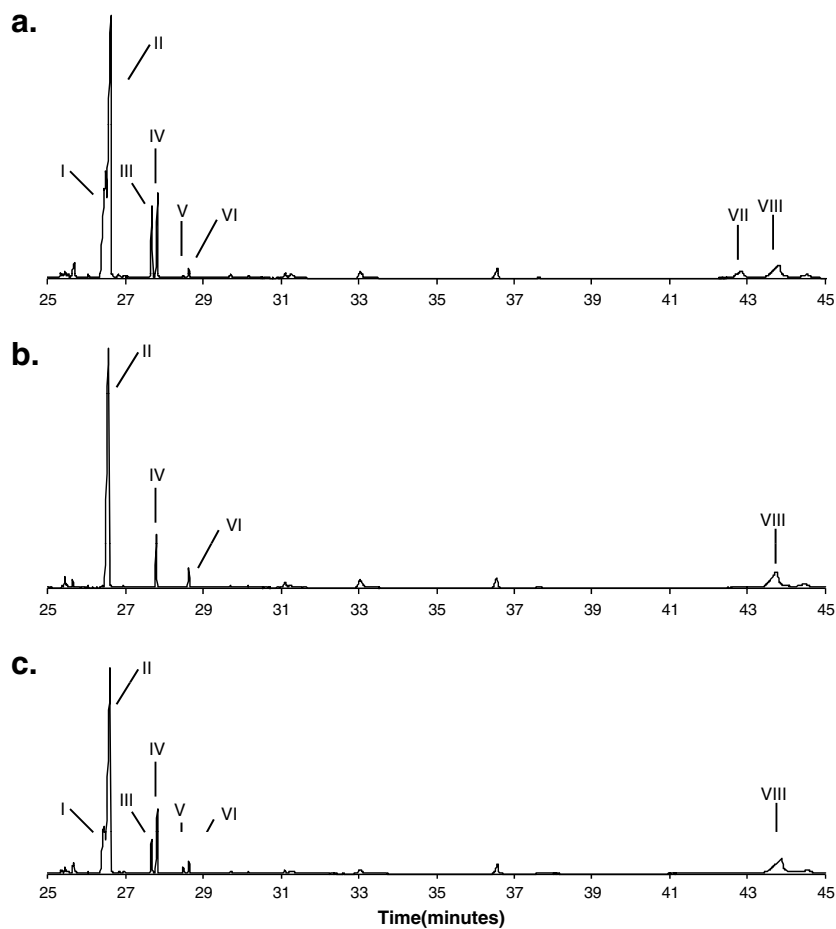 a.
II
IV
I III V VI VII VIII
25 27 29 31 33 35 37 39 41 43 45
b.
II
IV
VI VIII
25 27 29 31 33 35 37 39 41 43 45
c.
II
IV
I III V VI VIII
25 27 29 31 33 35 37 39 41 43 45
Time(minutes)